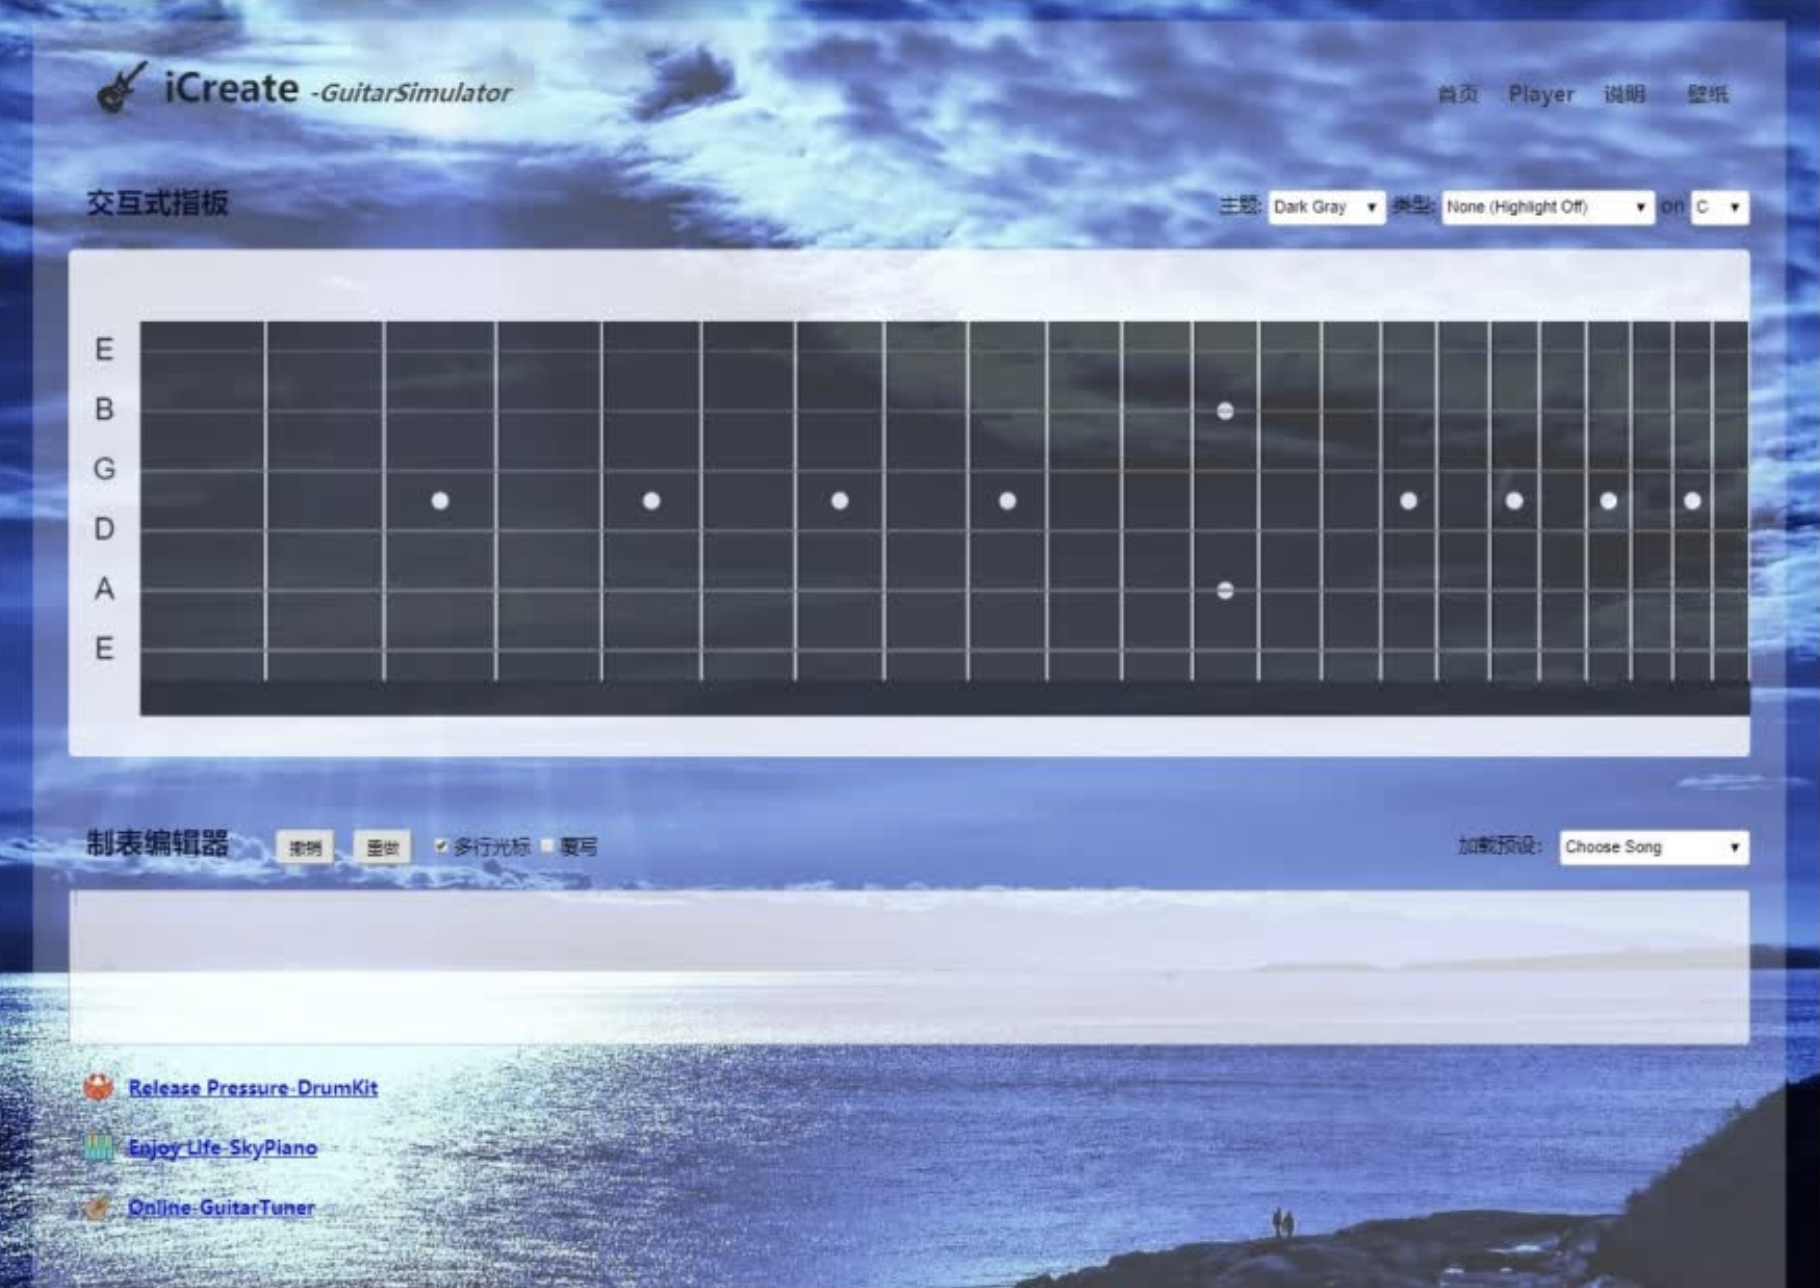 iCreate -GuitarSimulator
首页 Player 说明 壁纸
交互式指板
主题: Dark Gray 类型: None (Highlight Off) on C
E
B
G
D
A
E
制表编辑器 撤销 重做 多行光标 覆写
加载预设: Choose Song
Release Pressure-DrumKit
Enjoy Life-SkyPiano
Online-GuitarTuner